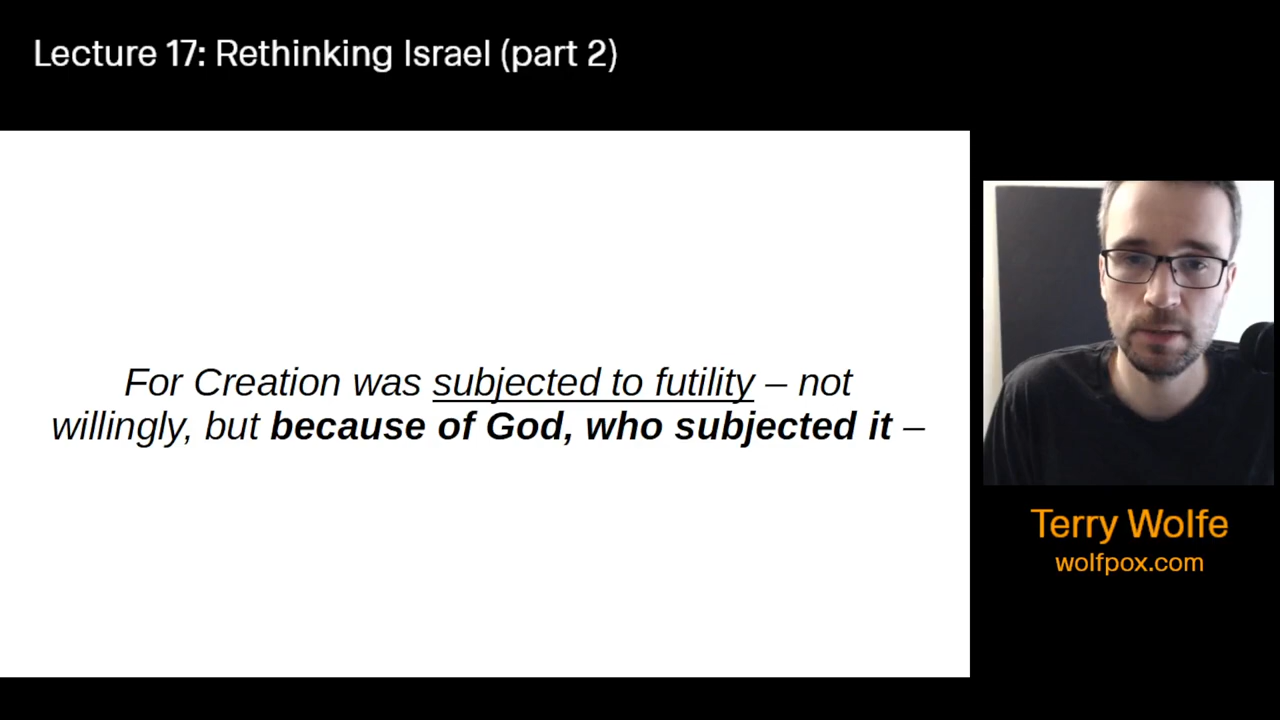 Lecture 17: Rethinking Israel (part 2)
For Creation was subjected to futility – not
willingly, but because of God, who subjected it –
Terry Wolfe
wolfpox.com